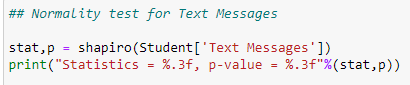 ## Normality test for Text Messages
stat,p = shapiro(Student['Text Messages'])
print("Statistics = %.3f, p-value = %.3f"%(stat,p))